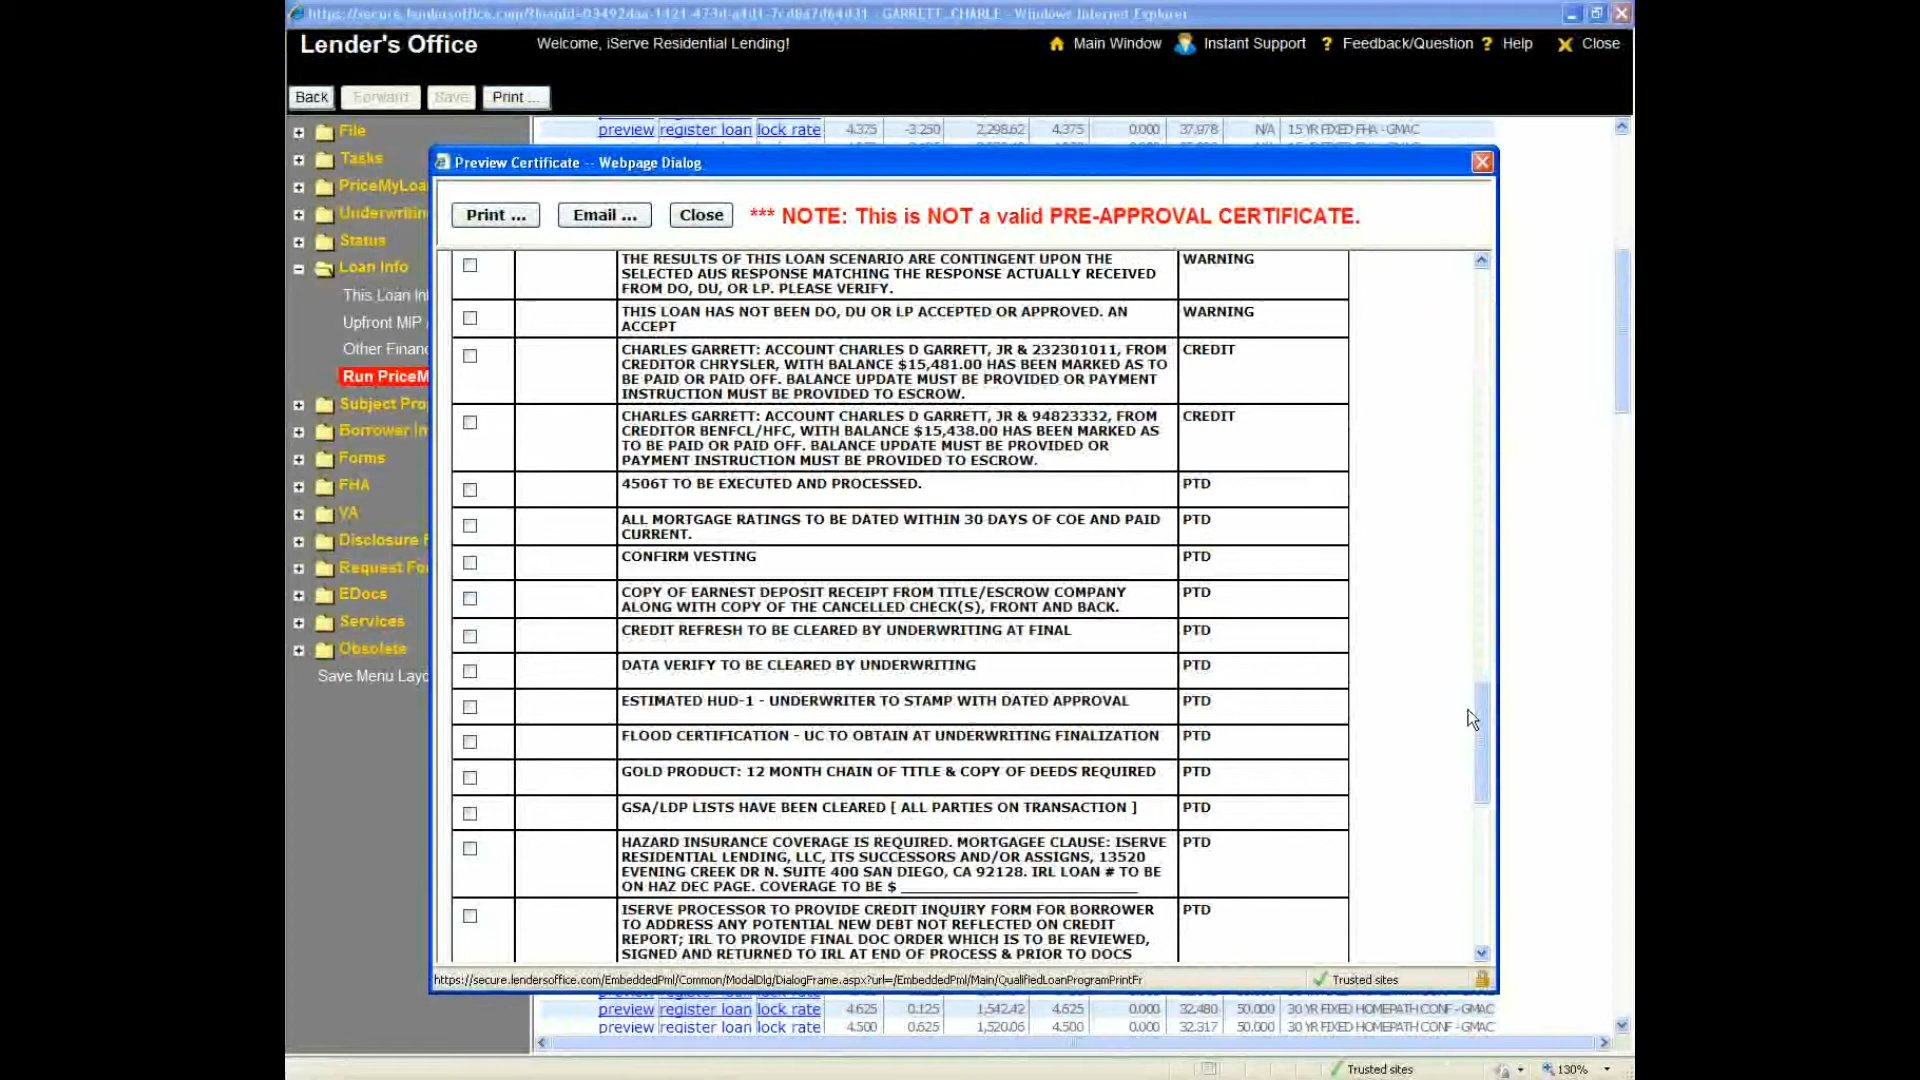 https://secure.lendersoffice.com/?loanid=03492daa-1421-473d-a4d1-7cd8a7d64d31 - GARRETT_CHARLE - Windows Internet Explorer
Lender's Office
Welcome, iServe Residential Lending!
Main Window
Instant Support
? Feedback/Question
? Help
X Close
Back
Forward
Save
Print ...
File
Tasks
PriceMyLoa
Underwritin
Status
Loan Info
This Loan In
Upfront MIP
Other Financ
Run PriceM
Subject Pro
Borrower In
Forms
FHA
VA
Disclosure F
Request Fo
EDocs
Services
Obsolete
Save Menu Layo
preview register loan lock rate 4.375 -3.250 2,298.62 4.375 0.000 37.978 N/A 15 YR FIXED FHA - GMAC
Preview Certificate -- Webpage Dialog
Print ...
Email ...
Close
*** NOTE: This is NOT a valid PRE-APPROVAL CERTIFICATE.
THE RESULTS OF THIS LOAN SCENARIO ARE CONTINGENT UPON THE
SELECTED AUS RESPONSE MATCHING THE RESPONSE ACTUALLY RECEIVED
FROM DO, DU, OR LP. PLEASE VERIFY.
WARNING
THIS LOAN HAS NOT BEEN DO, DU OR LP ACCEPTED OR APPROVED. AN
ACCEPT
WARNING
CHARLES GARRETT: ACCOUNT CHARLES D GARRETT, JR & 232301011, FROM
CREDITOR CHRYSLER, WITH BALANCE $15,481.00 HAS BEEN MARKED AS TO
BE PAID OR PAID OFF. BALANCE UPDATE MUST BE PROVIDED OR PAYMENT
INSTRUCTION MUST BE PROVIDED TO ESCROW.
CREDIT
CHARLES GARRETT: ACCOUNT CHARLES D GARRETT, JR & 94823332, FROM
CREDITOR BENFCL/HFC, WITH BALANCE $15,438.00 HAS BEEN MARKED AS
TO BE PAID OR PAID OFF. BALANCE UPDATE MUST BE PROVIDED OR
PAYMENT INSTRUCTION MUST BE PROVIDED TO ESCROW.
CREDIT
4506T TO BE EXECUTED AND PROCESSED.
PTD
ALL MORTGAGE RATINGS TO BE DATED WITHIN 30 DAYS OF COE AND PAID
CURRENT.
PTD
CONFIRM VESTING
PTD
COPY OF EARNEST DEPOSIT RECEIPT FROM TITLE/ESCROW COMPANY
ALONG WITH COPY OF THE CANCELLED CHECK(S), FRONT AND BACK.
PTD
CREDIT REFRESH TO BE CLEARED BY UNDERWRITING AT FINAL
PTD
DATA VERIFY TO BE CLEARED BY UNDERWRITING
PTD
ESTIMATED HUD-1 - UNDERWRITER TO STAMP WITH DATED APPROVAL
PTD
FLOOD CERTIFICATION - UC TO OBTAIN AT UNDERWRITING FINALIZATION
PTD
GOLD PRODUCT: 12 MONTH CHAIN OF TITLE & COPY OF DEEDS REQUIRED
PTD
GSA/LDP LISTS HAVE BEEN CLEARED [ ALL PARTIES ON TRANSACTION ]
PTD
HAZARD INSURANCE COVERAGE IS REQUIRED. MORTGAGEE CLAUSE: ISERVE
RESIDENTIAL LENDING, LLC, ITS SUCCESSORS AND/OR ASSIGNS, 13520
EVENING CREEK DR N. SUITE 400 SAN DIEGO, CA 92128. IRL LOAN # TO BE
ON HAZ DEC PAGE. COVERAGE TO BE $ ____________________
PTD
ISERVE PROCESSOR TO PROVIDE CREDIT INQUIRY FORM FOR BORROWER
TO ADDRESS ANY POTENTIAL NEW DEBT NOT REFLECTED ON CREDIT
REPORT; IRL TO PROVIDE FINAL DOC ORDER WHICH IS TO BE REVIEWED,
SIGNED AND RETURNED TO IRL AT END OF PROCESS & PRIOR TO DOCS
PTD
https://secure.lendersoffice.com/EmbeddedPml/Common/ModalDlg/DialogFrame.aspx?url=/EmbeddedPml/Main/QualifiedLoanProgramPrintFr
Trusted sites
preview register loan lock rate 4.625 0.125 1,542.42 4.625 0.000 32.480 50.000 30 YR FIXED HOMEPATH CONF - GMAC
preview register loan lock rate 4.500 0.625 1,520.06 4.500 0.000 32.317 50.000 30 YR FIXED HOMEPATH CONF - GMAC
Trusted sites
130%